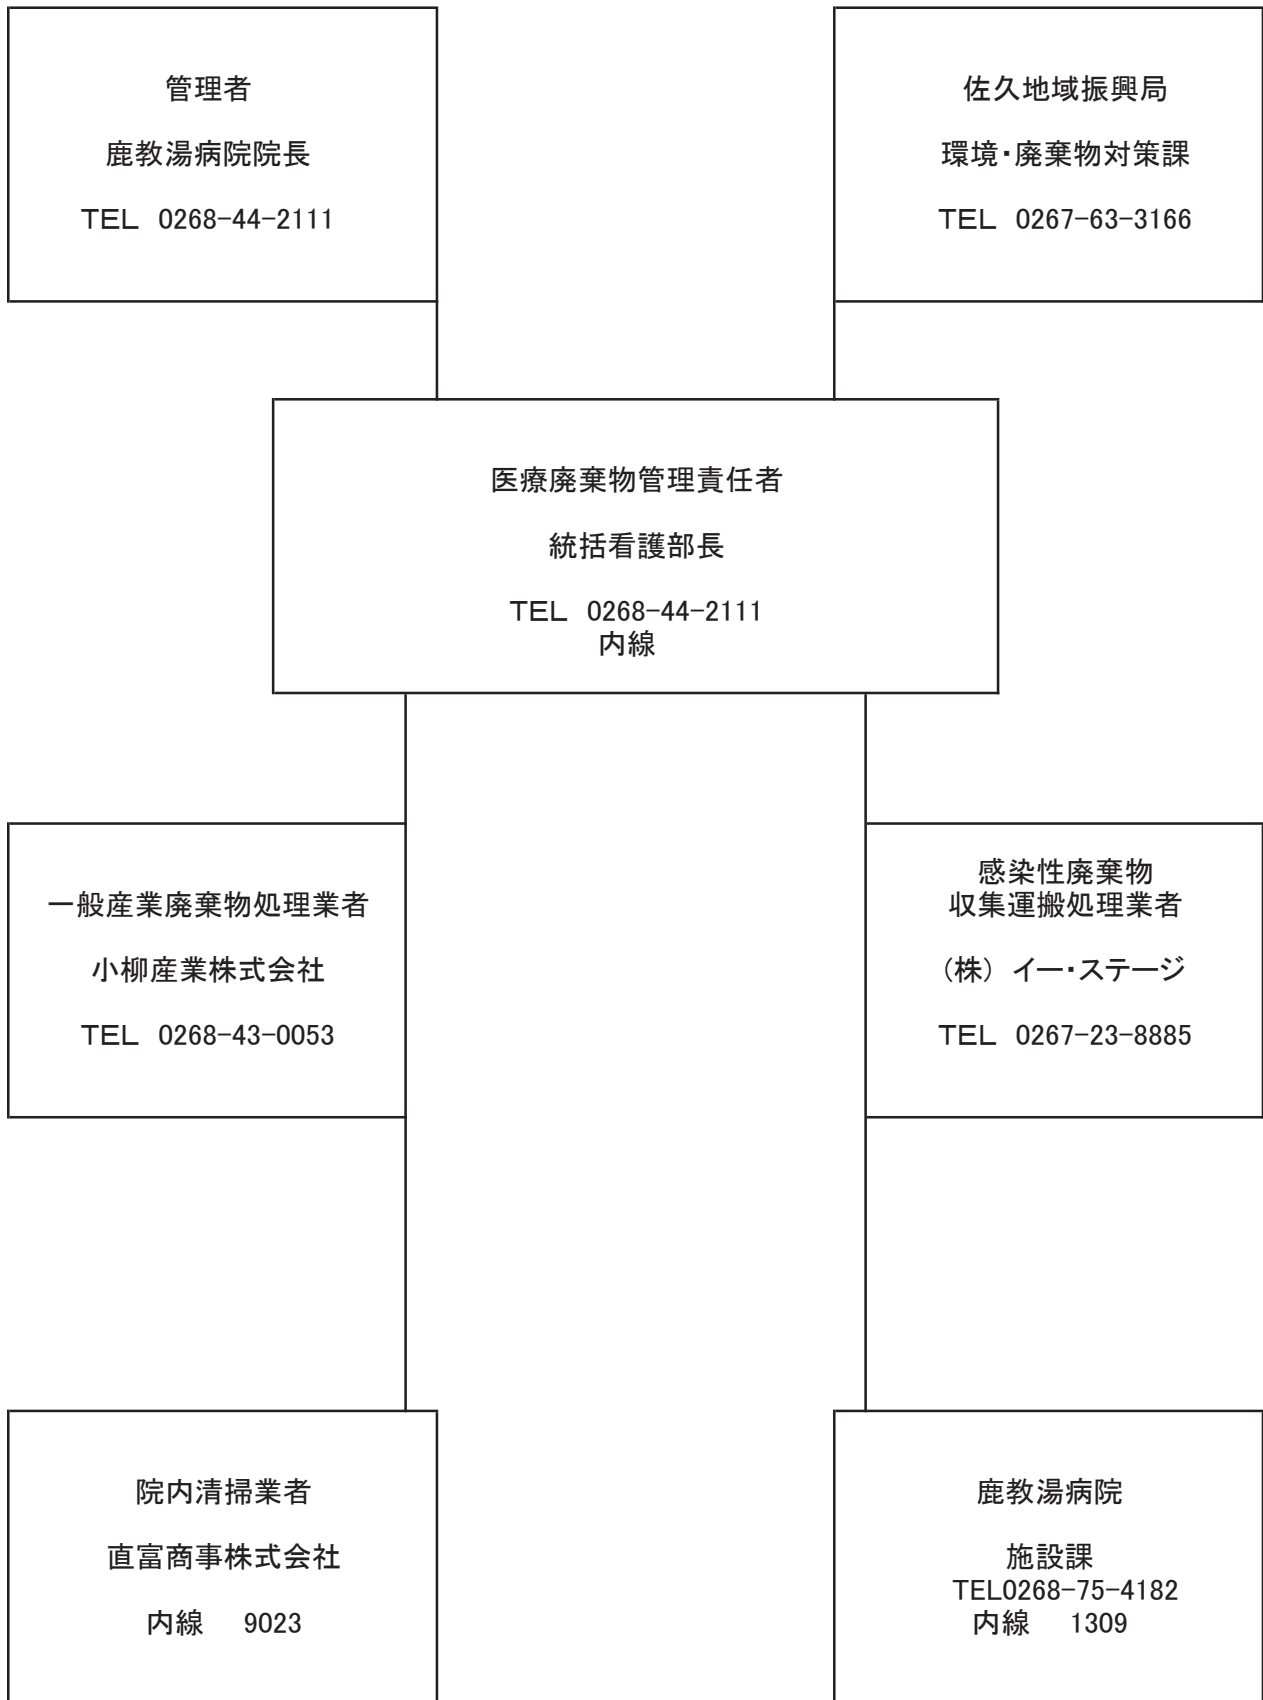 管理者
鹿教湯病院院長
TEL 0268-44-2111
佐久地域振興局
環境・廃棄物対策課
TEL 0267-63-3166
医療廃棄物管理責任者
統括看護部長
TEL 0268-44-2111
内線
一般産業廃棄物処理業者
小柳産業株式会社
TEL 0268-43-0053
感染性廃棄物
収集運搬処理業者
(株) イー・ステージ
TEL 0267-23-8885
院内清掃業者
直富商事株式会社
内線 9023
鹿教湯病院
施設課
TEL0268-75-4182
内線 1309